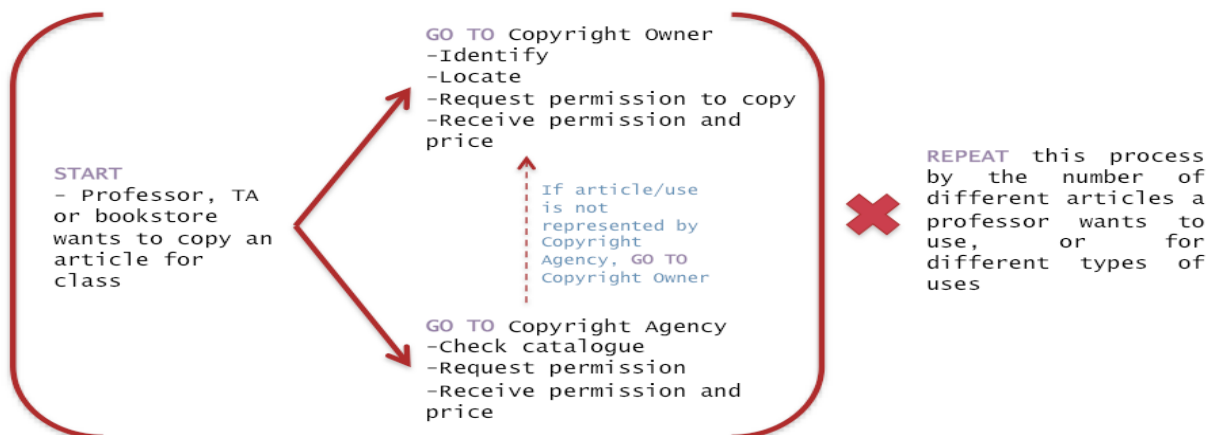 START
- Professor, TA
or bookstore
wants to copy an
article for
class
GO TO Copyright Owner
-Identify
-Locate
-Request permission to copy
-Receive permission and
price
If article/use
is not
represented by
Copyright
Agency, GO TO
Copyright Owner
GO TO Copyright Agency
-Check catalogue
-Request permission
-Receive permission and
price
REPEAT this process
by the number of
different articles a
professor wants to
use, or for
different types of
uses